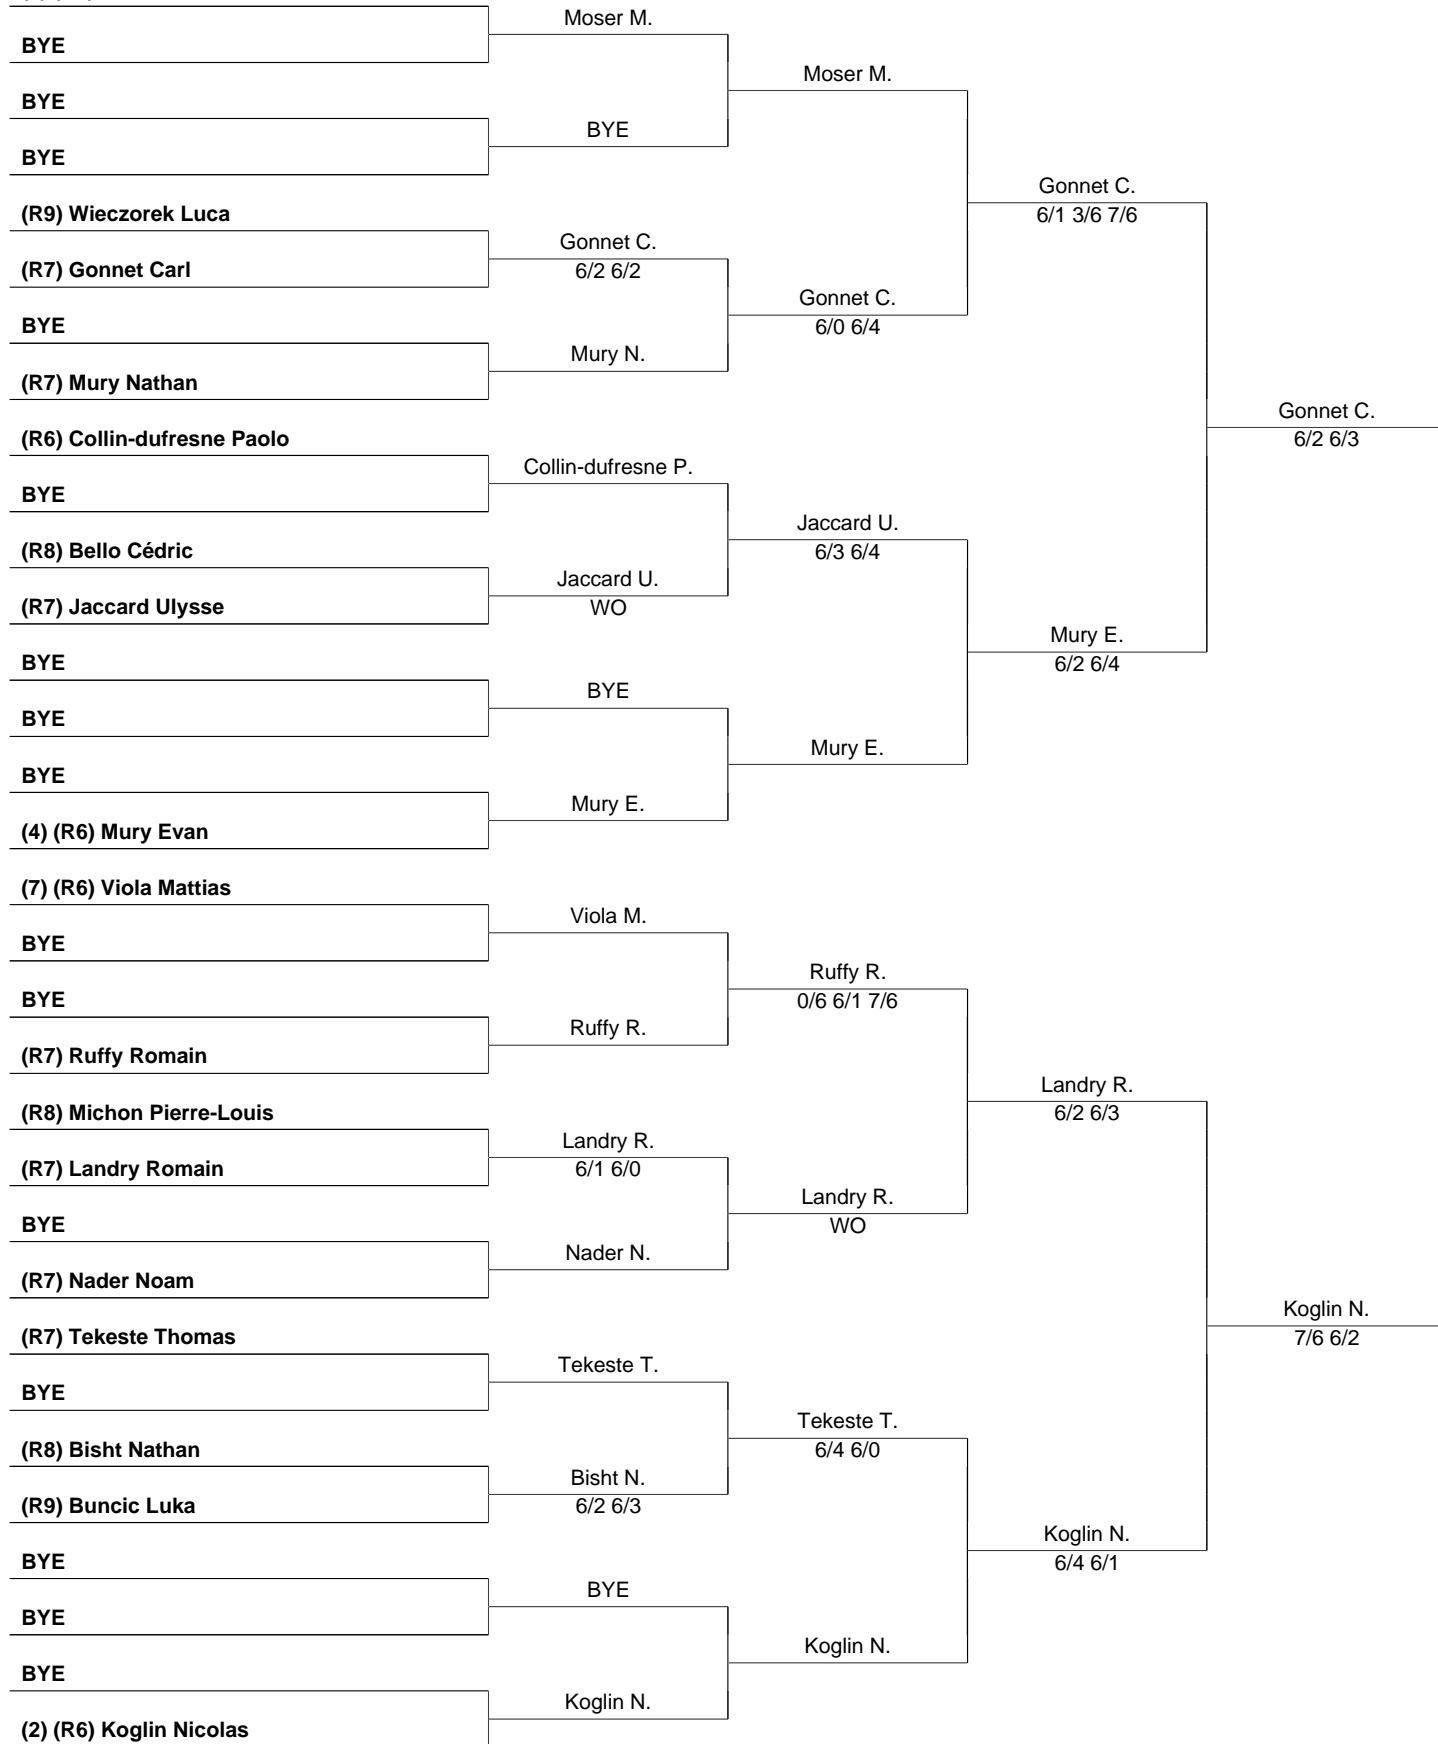 BYE
BYE
BYE
(R9) Wieczorek Luca
(R7) Gonnet Carl
BYE
(R7) Mury Nathan
(R6) Collin-dufresne Paolo
BYE
(R8) Bello Cédric
(R7) Jaccard Ulysse
BYE
BYE
BYE
(4) (R6) Mury Evan
(7) (R6) Viola Mattias
BYE
BYE
(R7) Ruffy Romain
(R8) Michon Pierre-Louis
(R7) Landry Romain
BYE
(R7) Nader Noam
(R7) Tekeste Thomas
BYE
(R8) Bisht Nathan
(R9) Buncic Luka
BYE
BYE
BYE
(2) (R6) Koglin Nicolas
Moser M.
BYE
Gonnet C.
6/2 6/2
Mury N.
Collin-dufresne P.
Jaccard U.
WO
BYE
Mury E.
Viola M.
Ruffy R.
Landry R.
6/1 6/0
Nader N.
Tekeste T.
Bisht N.
6/2 6/3
BYE
Koglin N.
Moser M.
Gonnet C.
6/0 6/4
Jaccard U.
6/3 6/4
Mury E.
Ruffy R.
0/6 6/1 7/6
Landry R.
WO
Tekeste T.
6/4 6/0
Koglin N.
Gonnet C.
6/1 3/6 7/6
Mury E.
6/2 6/4
Landry R.
6/2 6/3
Koglin N.
6/4 6/1
Gonnet C.
6/2 6/3
Koglin N.
7/6 6/2